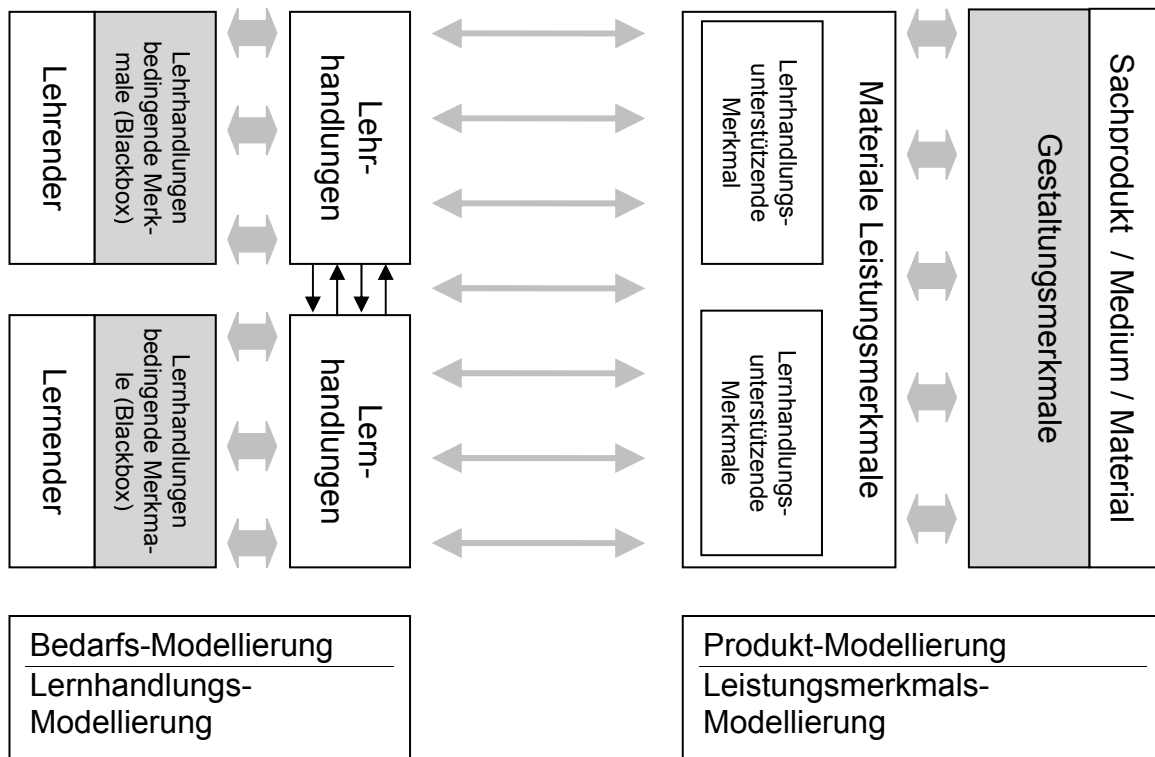 Lehrender
Lehrhandlungen
bedingende Merk-
male (Blackbox)
Lehr-
handlungen
Lernender
Lernhandlungen
bedingende Merkma-
le (Blackbox)
Lern-
handlungen
Lehrhandlungs-
unterstützende
Merkmal
Lernhandlungs-
unterstützende
Merkmale
Materiale Leistungsmerkmale
Gestaltungsmerkmale
Sachprodukt / Medium / Material
Bedarfs-Modellierung
Lernhandlungs-
Modellierung
Produkt-Modellierung
Leistungsmerkmals-
Modellierung